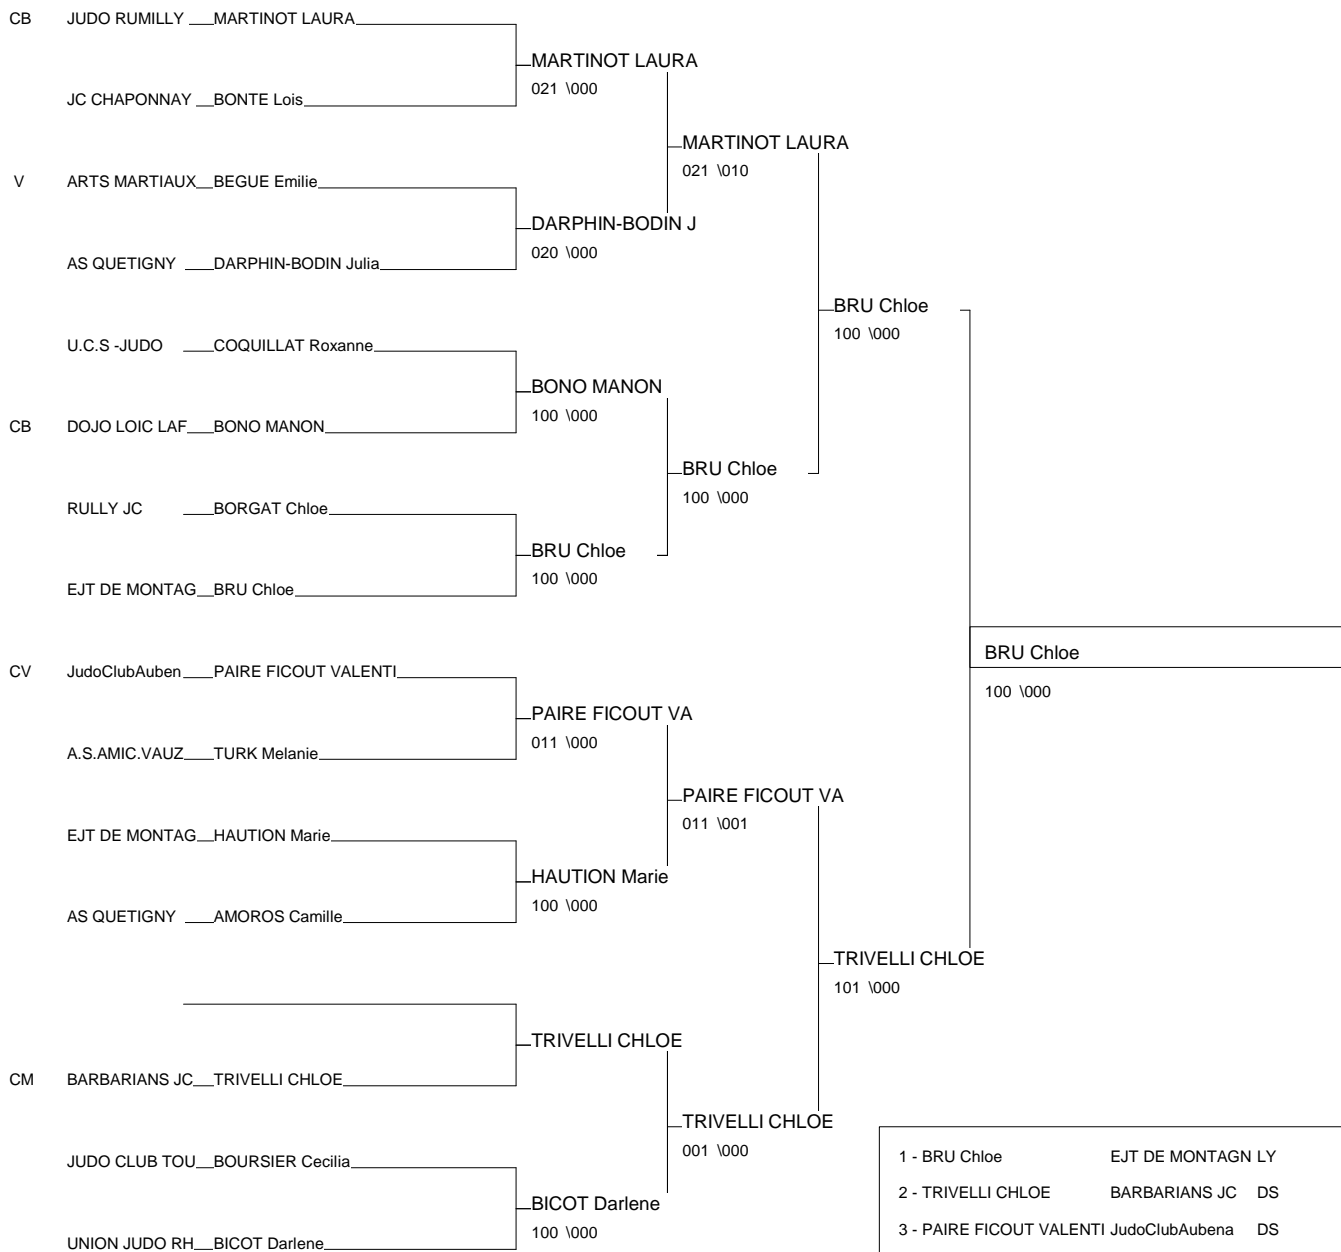 CB JUDO RUMILLY MARTINOT LAURA
MARTINOT LAURA
021 \000
JC CHAPONNAY BONTE Lois
MARTINOT LAURA
021 \010
V ARTS MARTIAUX BEGUE Emilie
DARPHIN-BODIN J
020 \000
AS QUETIGNY DARPHIN-BODIN Julia
BRU Chloe
100 \000
U.C.S -JUDO COQUILLAT Roxanne
BONO MANON
100 \000
CB DOJO LOIC LAF BONO MANON
BRU Chloe
100 \000
RULLY JC BORGAT Chloe
BRU Chloe
100 \000
EJT DE MONTAG BRU Chloe
BRU Chloe
100 \000
CV JudoClubAuben PAIRE FICOUT VALENTI
PAIRE FICOUT VA
011 \000
A.S.AMIC.VAUZ TURK Melanie
PAIRE FICOUT VA
011 \001
EJT DE MONTAG HAUTION Marie
HAUTION Marie
100 \000
AS QUETIGNY AMOROS Camille
TRIVELLI CHLOE
101 \000
TRIVELLI CHLOE
CM BARBARIANS JC TRIVELLI CHLOE
TRIVELLI CHLOE
001 \000
JUDO CLUB TOU BOURSIER Cecilia
BICOT Darlene
100 \000
UNION JUDO RH BICOT Darlene
1 - BRU Chloe EJT DE MONTAGN LY
2 - TRIVELLI CHLOE BARBARIANS JC DS
3 - PAIRE FICOUT VALENTI JudoClubAubena DS